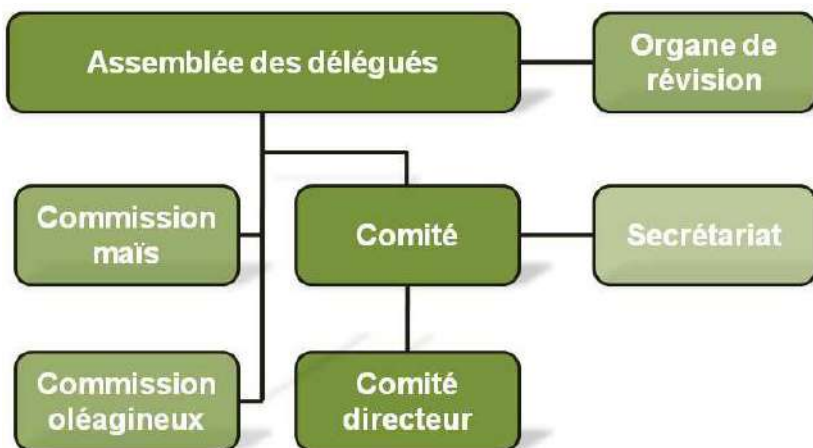 Assemblée des délégués
Organe de
révision
Commission
maïs
Comité
Secrétariat
Commission
oléagineux
Comité
directeur